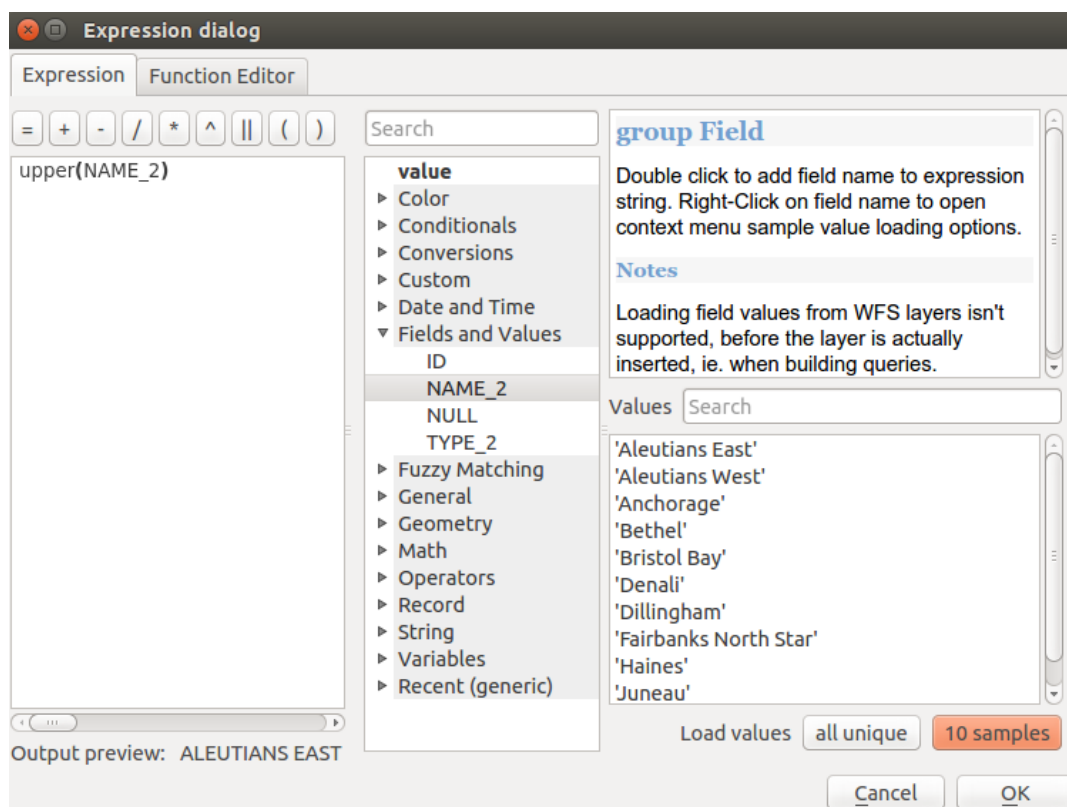 Expression dialog
Expression
Function Editor
= + - / * ^ || ( )
upper(NAME_2)
Output preview: ALEUTIANS EAST
Search
value
Color
Conditionals
Conversions
Custom
Date and Time
Fields and Values
ID
NAME_2
NULL
TYPE_2
Fuzzy Matching
General
Geometry
Math
Operators
Record
String
Variables
Recent (generic)
group Field
Double click to add field name to expression
string. Right-Click on field name to open
context menu sample value loading options.
Notes
Loading field values from WFS layers isn't
supported, before the layer is actually
inserted, ie. when building queries.
Values Search
'Aleutians East'
'Aleutians West'
'Anchorage'
'Bethel'
'Bristol Bay'
'Denali'
'Dillingham'
'Fairbanks North Star'
'Haines'
'Juneau'
Load values all unique 10 samples
Cancel OK